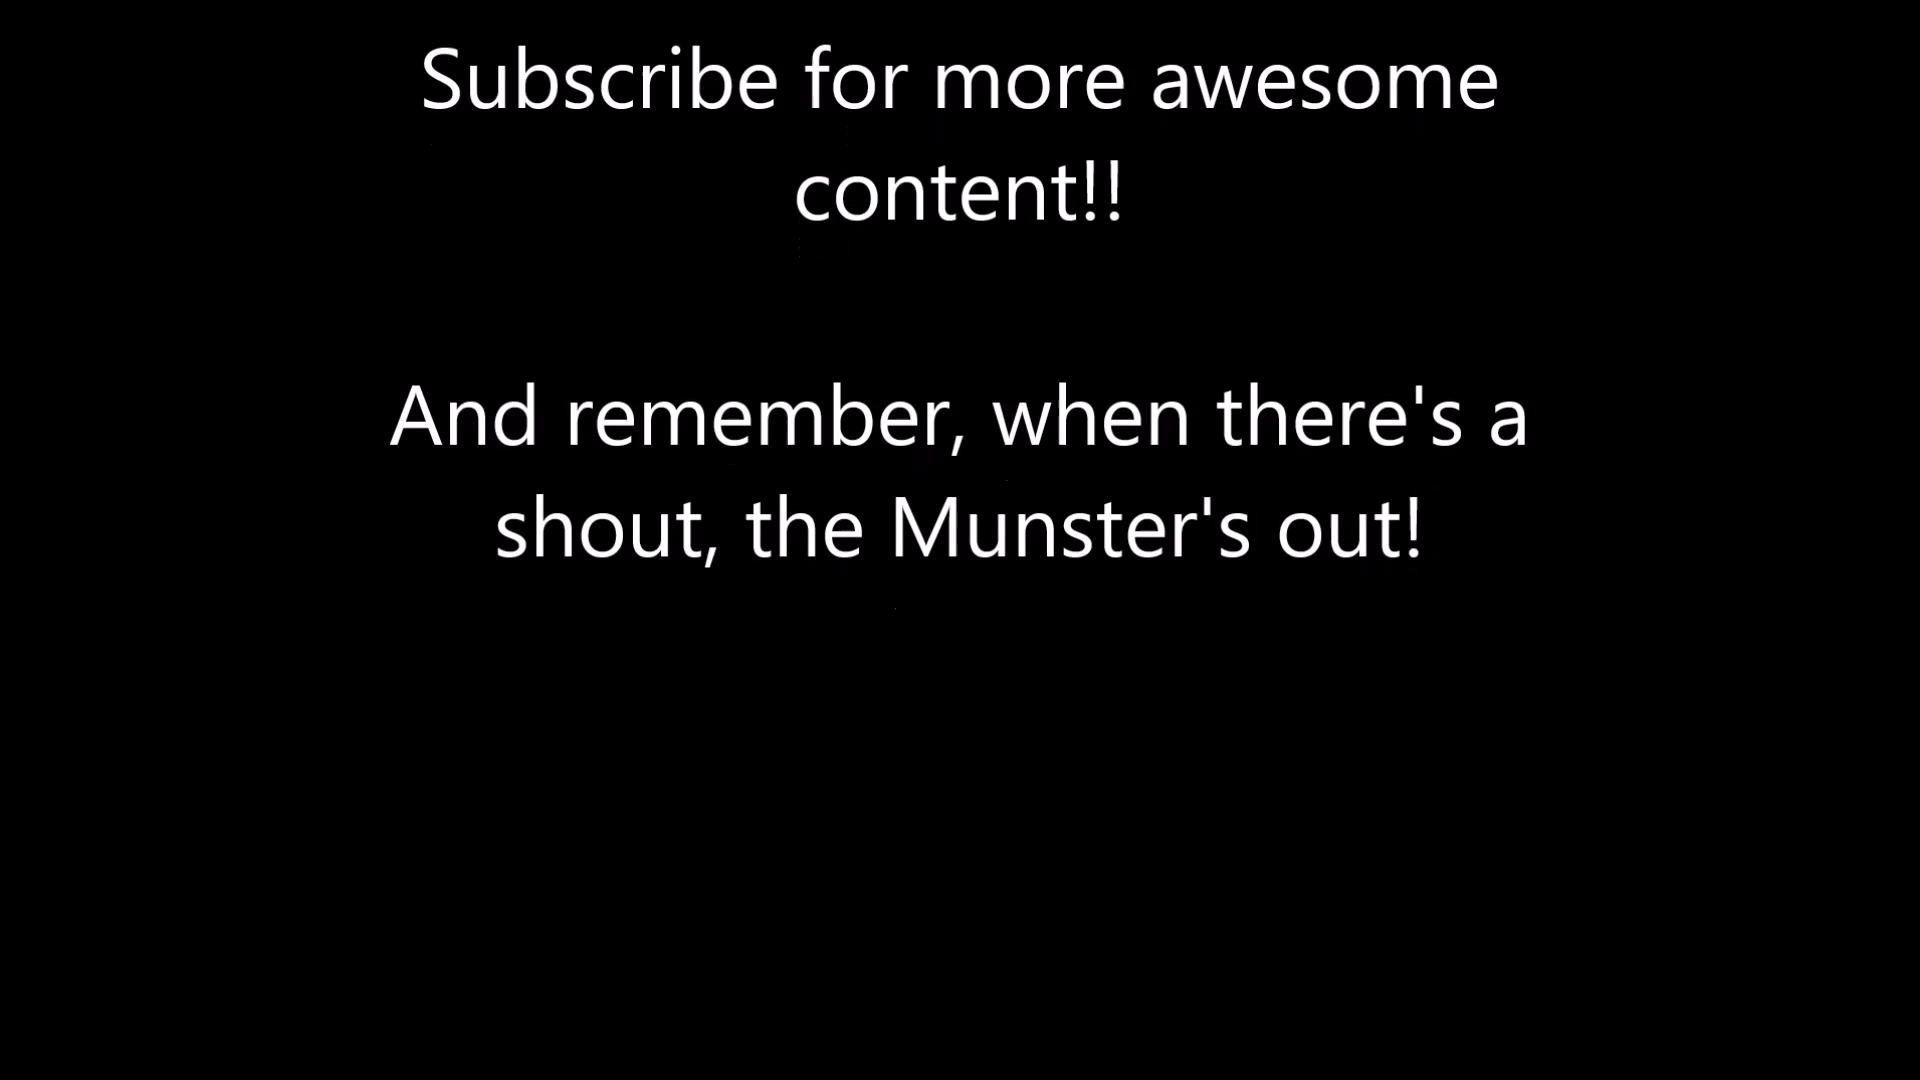 Subscribe for more awesome
content!!
And remember, when there's a
shout, the Munster's out!